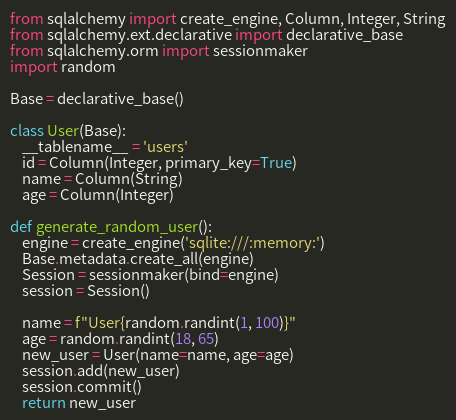 from sqlalchemy import create_engine, Column, Integer, String
from sqlalchemy.ext.declarative import declarative_base
from sqlalchemy.orm import sessionmaker
import random

Base = declarative_base()

class User(Base):
    __tablename__ = 'users'
    id = Column(Integer, primary_key=True)
    name = Column(String)
    age = Column(Integer)

def generate_random_user():
    engine = create_engine('sqlite:///:memory:')
    Base.metadata.create_all(engine)
    Session = sessionmaker(bind=engine)
    session = Session()

    name = f"User{random.randint(1, 100)}"
    age = random.randint(18, 65)
    new_user = User(name=name, age=age)
    session.add(new_user)
    session.commit()
    return new_user